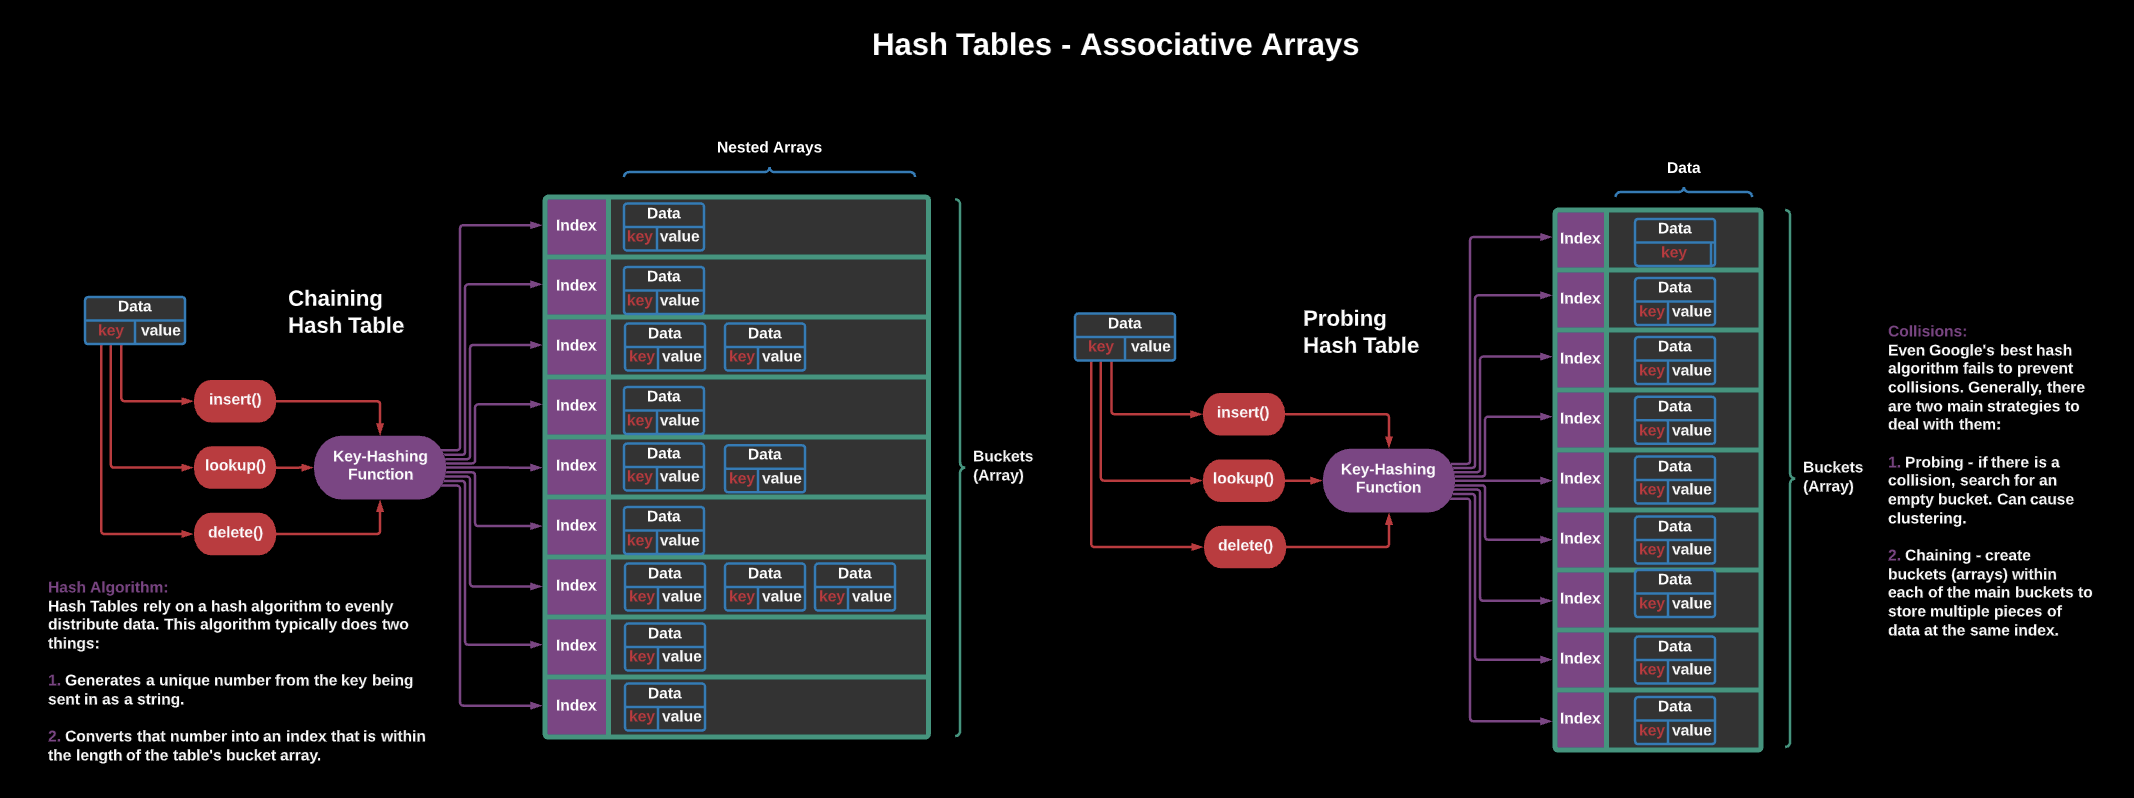 Hash Tables - Associative Arrays
Nested Arrays
Chaining
Hash Table
Data
key value
insert()
lookup()
delete()
Key-Hashing
Function
Index
Data
key value
Index
Data
key value
Index
Data Data
key value key value
Index
Data
key value
Index
Data Data
key value key value
Index
Data
key value
Index
Data Data Data
key value key value key value
Index
Data
key value
Index
Data
key value
Buckets
(Array)
Hash Algorithm:
Hash Tables rely on a hash algorithm to evenly
distribute data. This algorithm typically does two
things:
1. Generates a unique number from the key being
sent in as a string.
2. Converts that number into an index that is within
the length of the table's bucket array.
Data
Probing
Hash Table
Data
key value
insert()
lookup()
delete()
Key-Hashing
Function
Index
Data
key
Index
Data
key value
Index
Data
key value
Index
Data
key value
Index
Data
key value
Index
Data
key value
Index
Data
key value
Index
Data
key value
Index
Data
key value
Buckets
(Array)
Collisions:
Even Google's best hash
algorithm fails to prevent
collisions. Generally, there
are two main strategies to
deal with them:
1. Probing - if there is a
collision, search for an
empty bucket. Can cause
clustering.
2. Chaining - create
buckets (arrays) within
each of the main buckets to
store multiple pieces of
data at the same index.